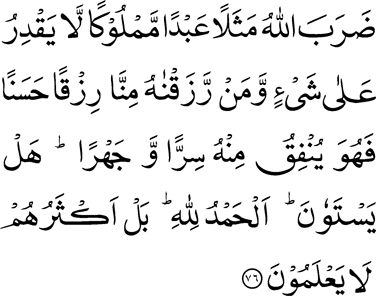 ضَرَبَ اللّٰهُ مَثَلًا عَبْدًا مَّمْلُوْكًا لَّا يَقْدِرُ
عَلٰى شَیْءٍ وَّمَنْ رَّزَقْنٰهُ مِنَّا رِزْقًا حَسَنًا
فَهُوَ يُنْفِقُ مِنْهُ سِرًّا وَّ جَهْرًا ؕ هَلْ
يَسْتَوٗنَ ؕ اَلْحَمْدُ لِلّٰهِ ؕ بَلْ اَكْثَرُهُمْ
لَا يَعْلَمُوْنَ ﴿۷۶﴾